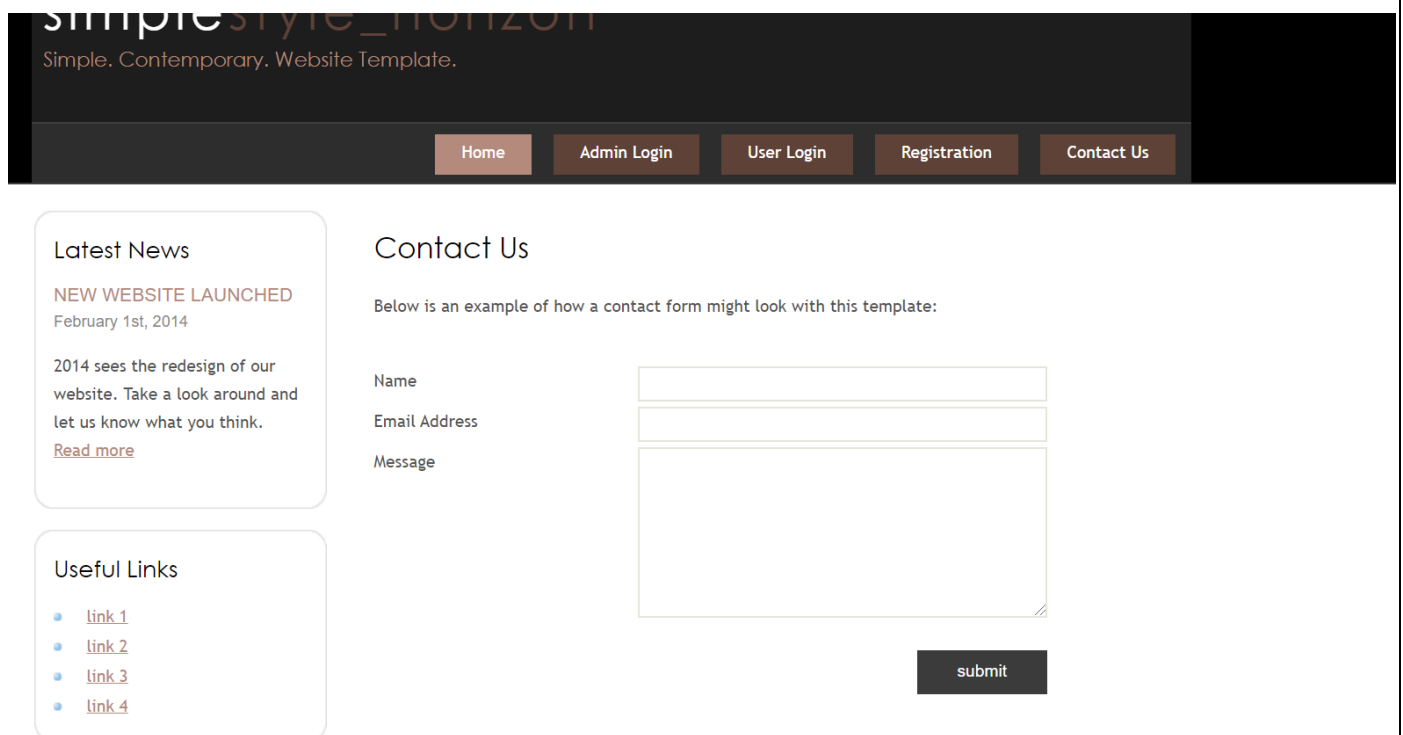 simplestyle_horizon
Simple. Contemporary. Website Template.
Home Admin Login User Login Registration Contact Us
Latest News
NEW WEBSITE LAUNCHED
February 1st, 2014
2014 sees the redesign of our
website. Take a look around and
let us know what you think.
Read more
Useful Links
link 1
link 2
link 3
link 4
Contact Us
Below is an example of how a contact form might look with this template:
Name
Email Address
Message
submit